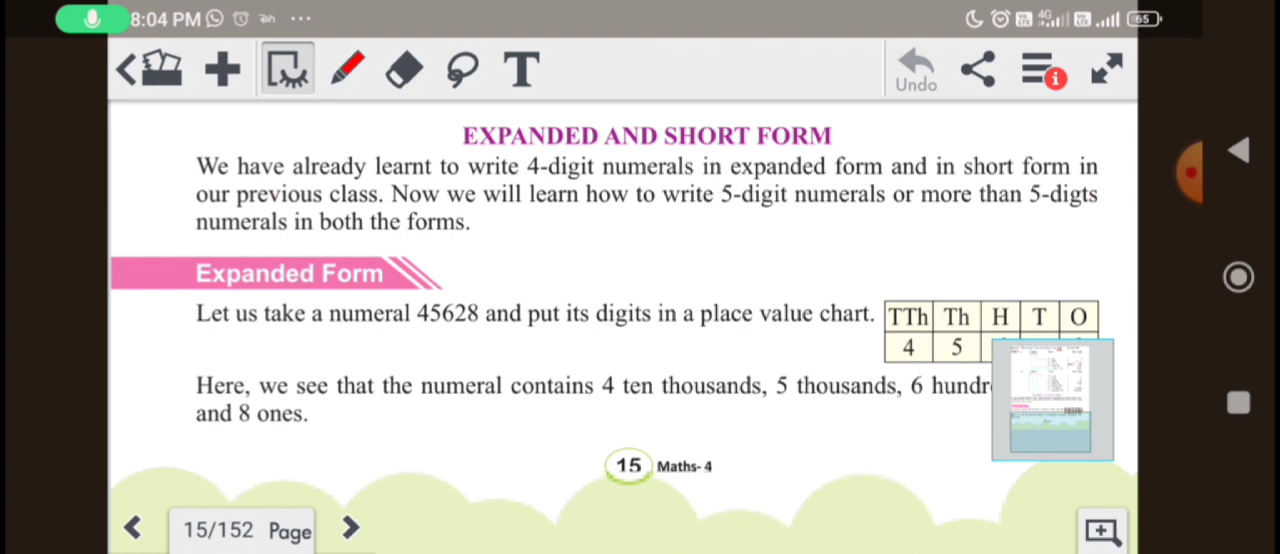 8:04 PM
4G
65
Undo
EXPANDED AND SHORT FORM
We have already learnt to write 4-digit numerals in expanded form and in short form in
our previous class. Now we will learn how to write 5-digit numerals or more than 5-digts
numerals in both the forms.
Expanded Form
Let us take a numeral 45628 and put its digits in a place value chart.
TTh Th H T O
4 5
Here, we see that the numeral contains 4 ten thousands, 5 thousands, 6
and 8 ones.
15 Maths- 4
15/152 Page